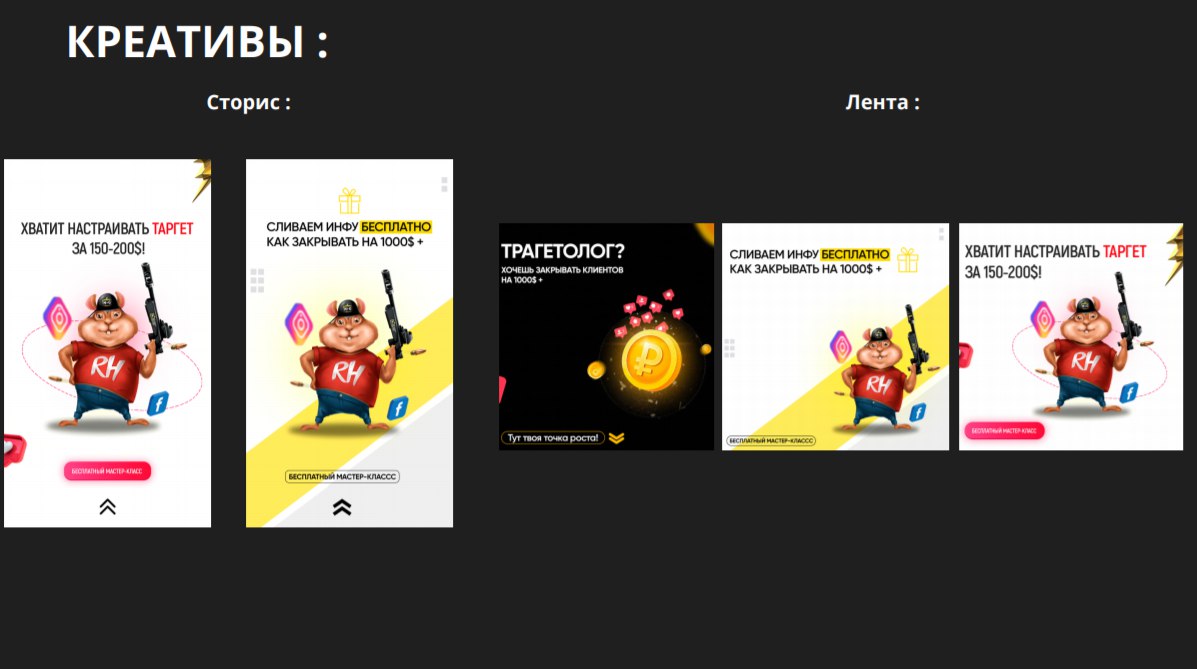 КРЕАТИВЫ :
Сторис :
Лента :
ХВАТИТ НАСТРАИВАТЬ ТАРГЕТ
ЗА 150-200$!
RH
f
БЕСПЛАТНЫЙ МАСТЕР-КЛАСС
СЛИВАЕМ ИНФУ БЕСПЛАТНО
КАК ЗАКРЫВАТЬ НА 1000$ +
RH
f
БЕСПЛАТНЫЙ МАСТЕР-КЛАССС
ТРАГЕТОЛОГ?
ХОЧЕШЬ ЗАКРЫВАТЬ КЛИЕНТОВ
НА 1000$ +
₽
Тут твоя точка роста!
СЛИВАЕМ ИНФУ БЕСПЛАТНО
КАК ЗАКРЫВАТЬ НА 1000$ +
RH
f
БЕСПЛАТНЫЙ МАСТЕР-КЛАССС
ХВАТИТ НАСТРАИВАТЬ ТАРГЕТ
ЗА 150-200$!
RH
f
БЕСПЛАТНЫЙ МАСТЕР-КЛАСС